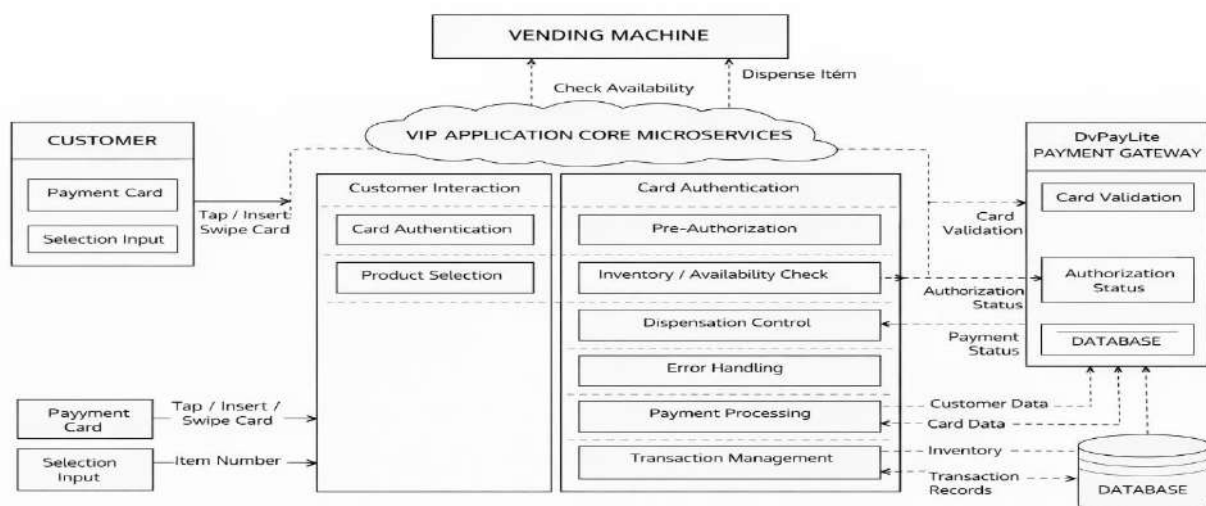 VENDING MACHINE
Check Availability
Dispense Itém
VIP APPLICATION CORE MICROSERVICES
CUSTOMER
Payment Card
Selection Input
Tap / Insert
Swipe Card
Customer Interaction
Card Authentication
Product Selection
Card Authentication
Pre-Authorization
Inventory / Availability Check
Dispensation Control
Error Handling
Payment Processing
Transaction Management
DvPayLite
PAYMENT GATEWAY
Card Validation
Authorization
Status
DATABASE
Card
Validation
Authorization
Status
Payment
Status
Customer Data
Card Data
Inventory
Transaction
Records
DATABASE
Payyment
Card
Tap / Insert /
Swipe Card
Selection
Input
Item Number